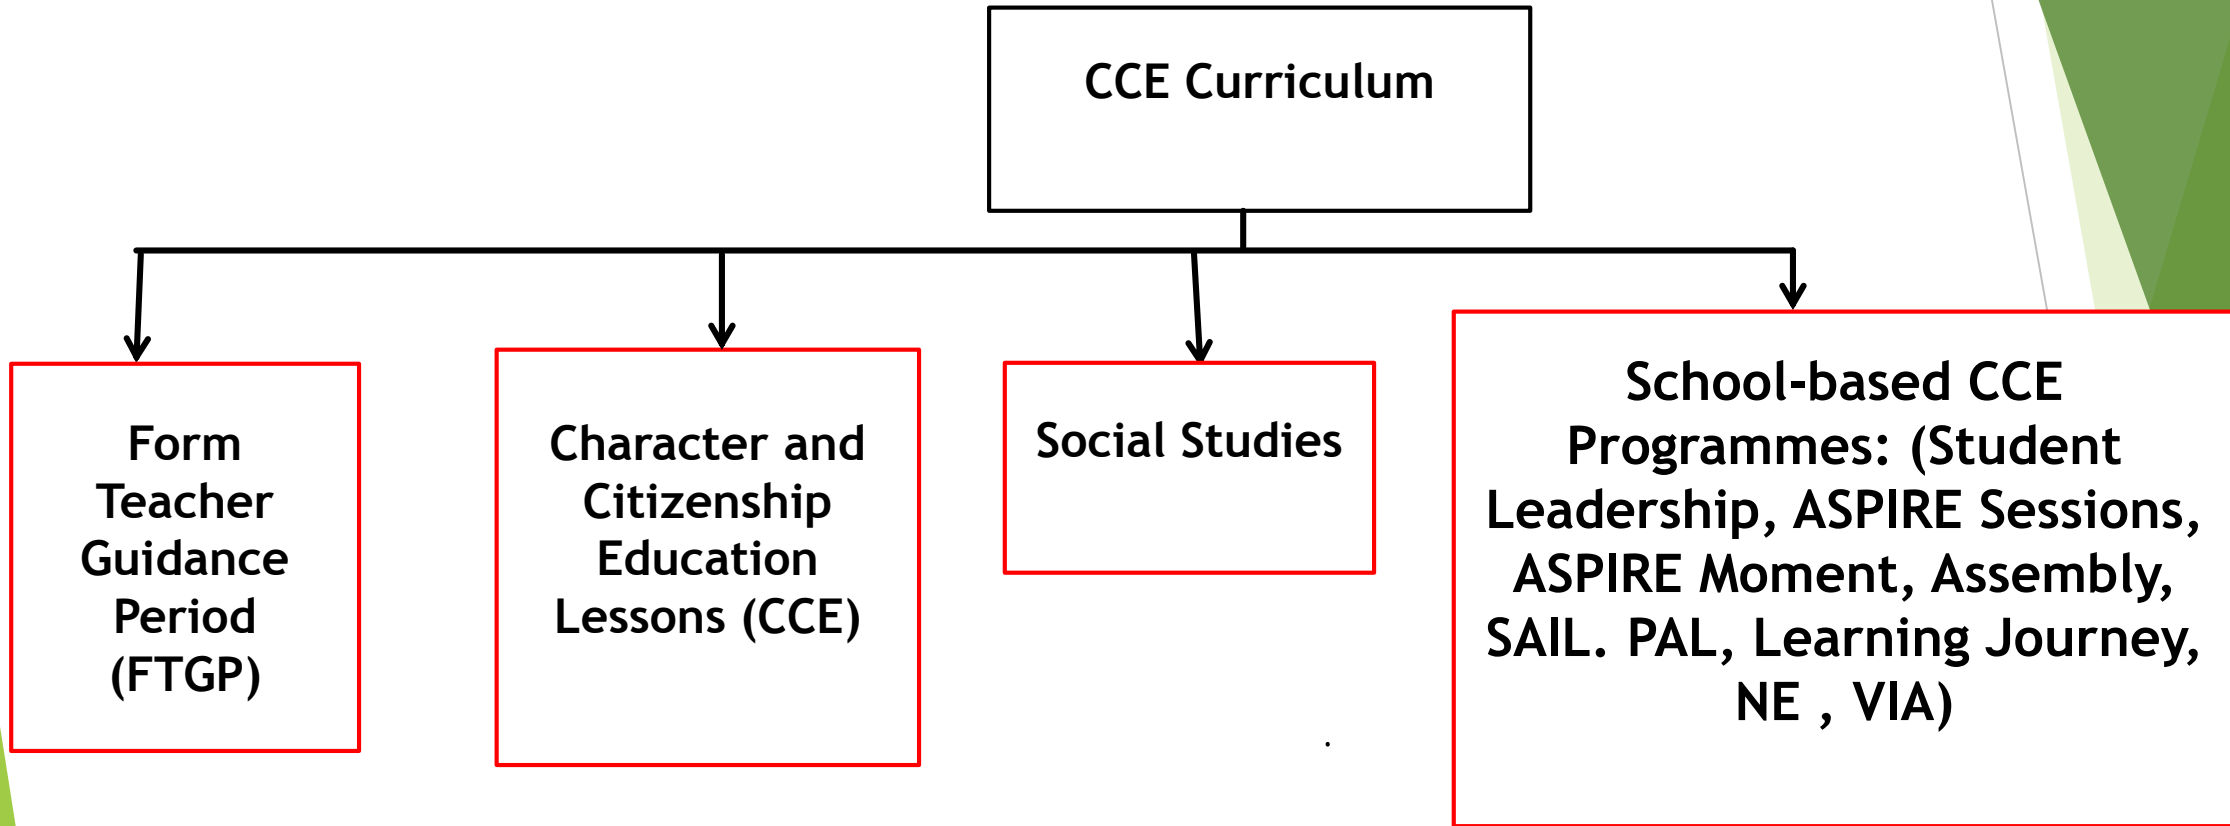 CCE Curriculum
Form
Teacher
Guidance
Period
(FTGP)
Character and
Citizenship
Education
Lessons (CCE)
Social Studies
School-based CCE
Programmes: (Student
Leadership, ASPIRE Sessions,
ASPIRE Moment, Assembly,
SAIL. PAL, Learning Journey,
NE , VIA)
.